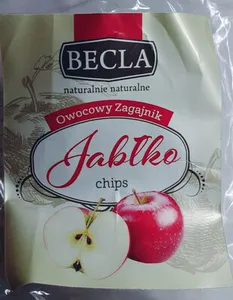 BECLA
naturalnie naturalne
Owocowy Zagajnik
Jabłko
chips